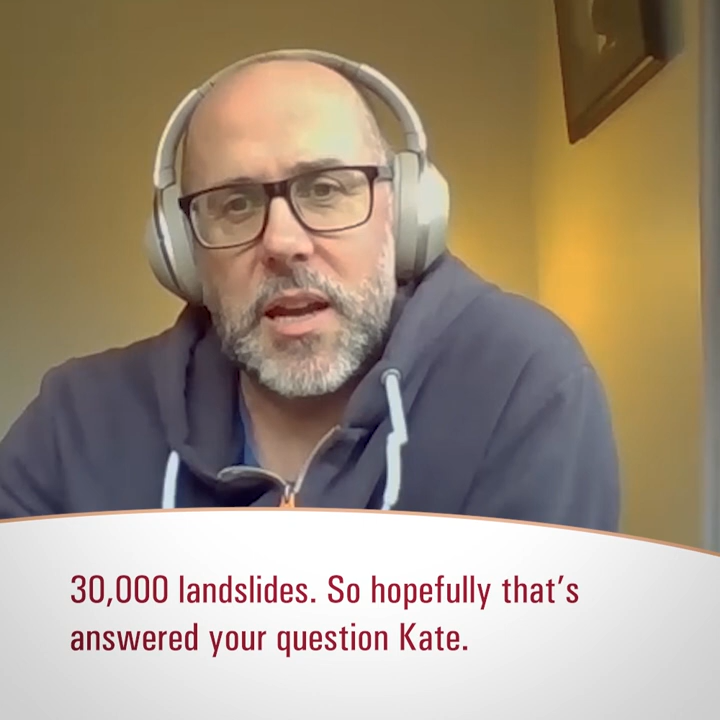 30,000 landslides. So hopefully that's
answered your question Kate.